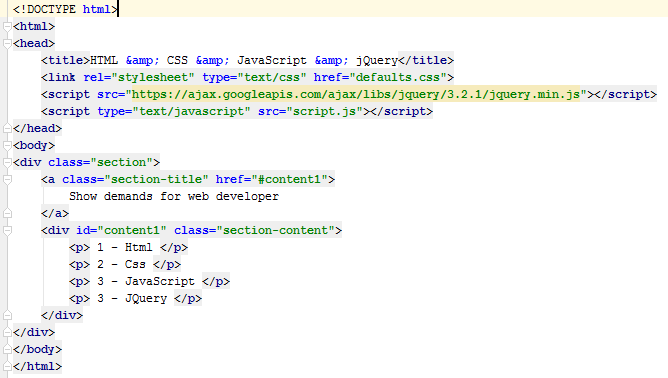 <!DOCTYPE html>
<html>
<head>
    <title>HTML &amp; CSS &amp; JavaScript &amp; jQuery</title>
    <link rel="stylesheet" type="text/css" href="defaults.css">
    <script src="https://ajax.googleapis.com/ajax/libs/jquery/3.2.1/jquery.min.js"></script>
    <script type="text/javascript" src="script.js"></script>
</head>
<body>
<div class="section">
    <a class="section-title" href="#content1">
        Show demands for web developer
    </a>
    <div id="content1" class="section-content">
        <p> 1 - Html </p>
        <p> 2 - Css </p>
        <p> 3 - JavaScript </p>
        <p> 3 - JQuery </p>
    </div>
</div>
</body>
</html>